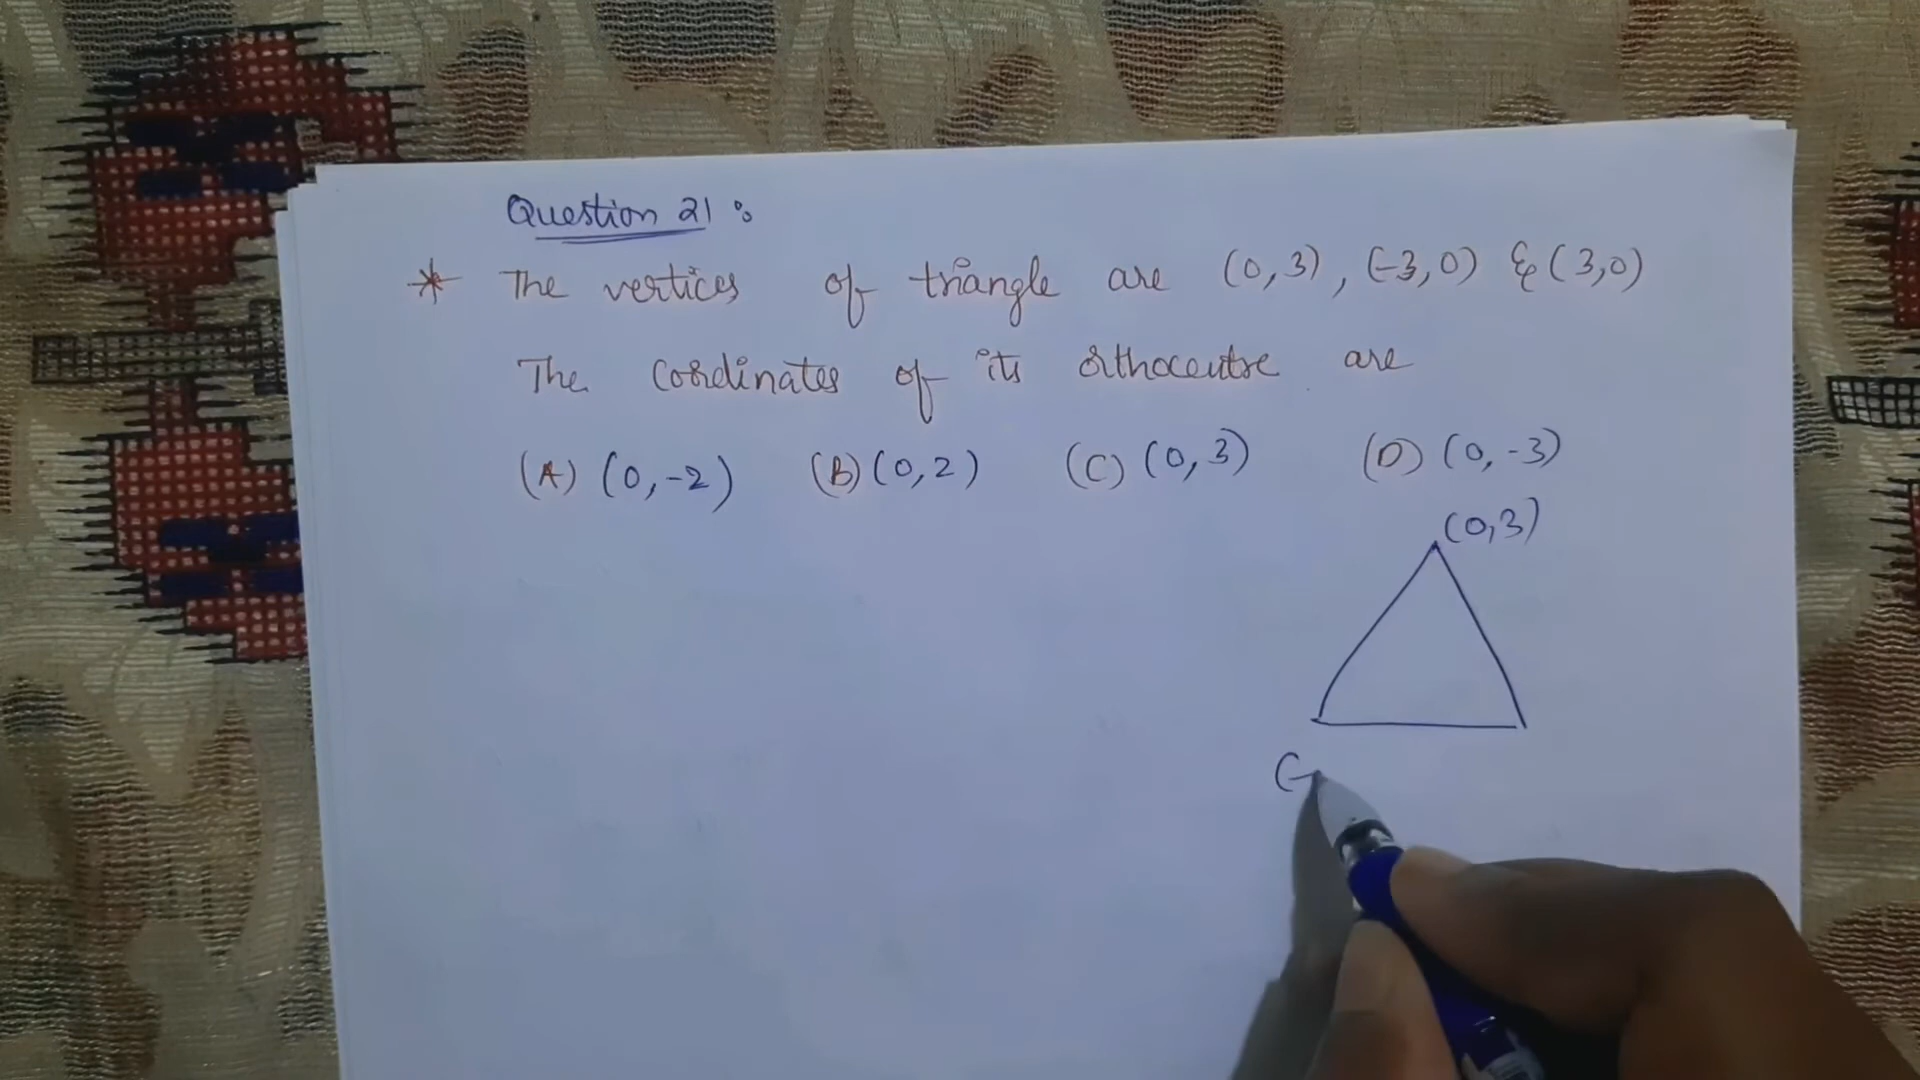 Question 21 :
* The vertices of triangle are (0,3), (-3,0) & (3,0)
The coordinates of its orthocentre are
(A) (0,-2) (B) (0,2) (C) (0,3) (D) (0,-3)
(0,3)
(-